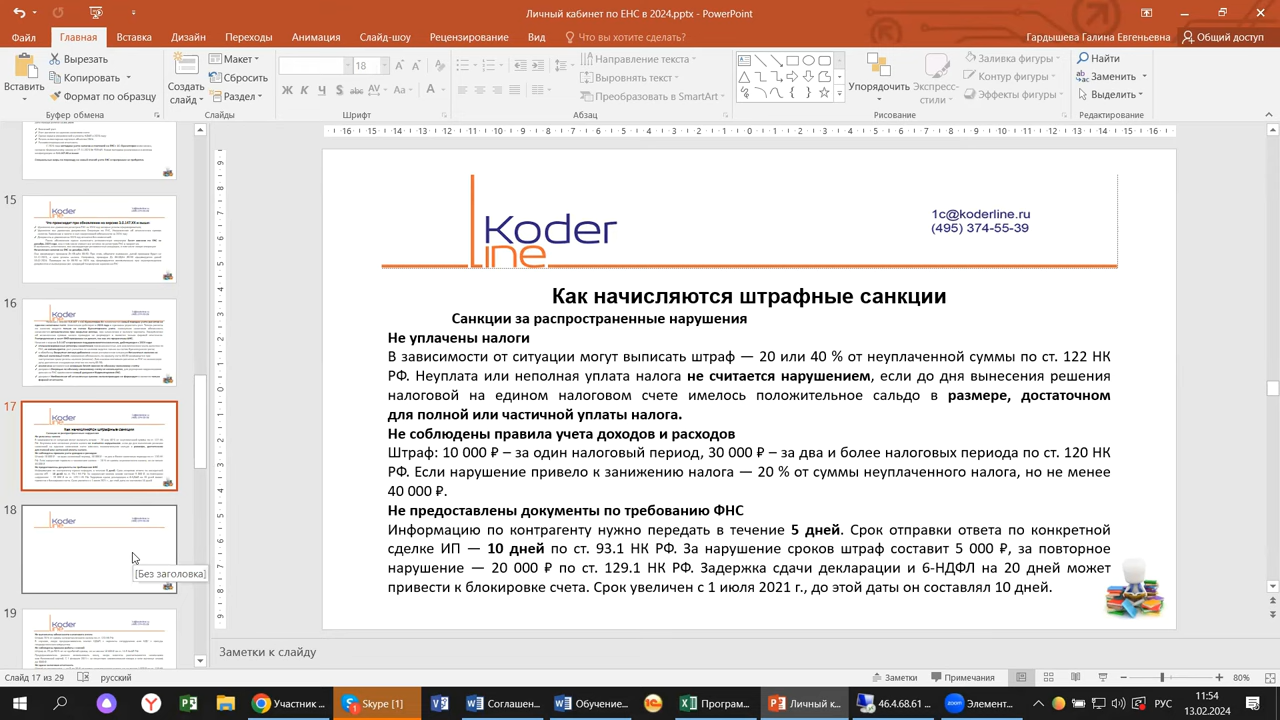 Личный кабинет по ЕНС в 2024.pptx - PowerPoint
Файл Главная Вставка Дизайн Переходы Анимация Слайд-шоу Рецензирование Вид Что вы хотите сделать? Гардышева Галина Евгеньевна Общий доступ
Вставить
Вырезать
Копировать
Формат по образцу
Буфер обмена
Создать слайд
Макет
Сбросить
Раздел
Слайды
18
Ж К Ч S abc AV Aa А
Шрифт
Направление текста
Выровнять текст
Преобразовать в SmartArt
Абзац
Упорядочить
Экспресс-стили
Заливка фигуры
Контур фигуры
Эффекты фигуры
Рисование
Найти
Заменить
Выделить
Редактирование
15
16
17
Как начисляются штрафные санкции
18
[Без заголовка]
19
Koder
line
1c@koderline.ru
(495) 374-55-39
Как начисляются штрафные санкции
Санкции за распространенные нарушения
Не уплачены налоги
В зависимости от ситуации могут выписать штраф — 20 или 40 % от неуплаченной суммы по ст. 122 НК
РФ. Неуплата или неполная уплата налога не считается нарушением, если до дня вынесения решения
налоговой на едином налоговом счете имелось положительное сальдо в размере, достаточном
для полной или частичной уплаты налога.
Не соблюдены правила учета доходов и расходов
Штраф: 10 000 ₽ – за один налоговый период, 30 000 ₽ – за два и более налоговых периода по ст. 120 НК
РФ. Если нарушение привело к занижению налога — 20 % от суммы неуплаченного налога, но не менее
40 000 ₽.
Не предоставлены документы по требованию ФНС
Информацию по контрагенту нужно передать в течение 5 дней. Срок отправки ответа по конкретной
сделке ИП — 10 дней по ст. 93.1 НК РФ. За нарушение сроков штраф составит 5 000 ₽, за повторное
нарушение — 20 000 ₽ по ст. 129.1 НК РФ. Задержка сдачи декларации и 6-НДФЛ на 20 дней может
привести к блокировке счета. Срок увеличен с 1 июля 2021 г., до этой даты он составлял 10 дней.
Заметки к слайду
Слайд 17 из 29 русский Заметки Примечания 80%
Участник ... Skype [1] Соглашен... Обучение... Програм... Личный к... 46.4.68.61 ... Элемент... РУС
11:54
13.02.2024